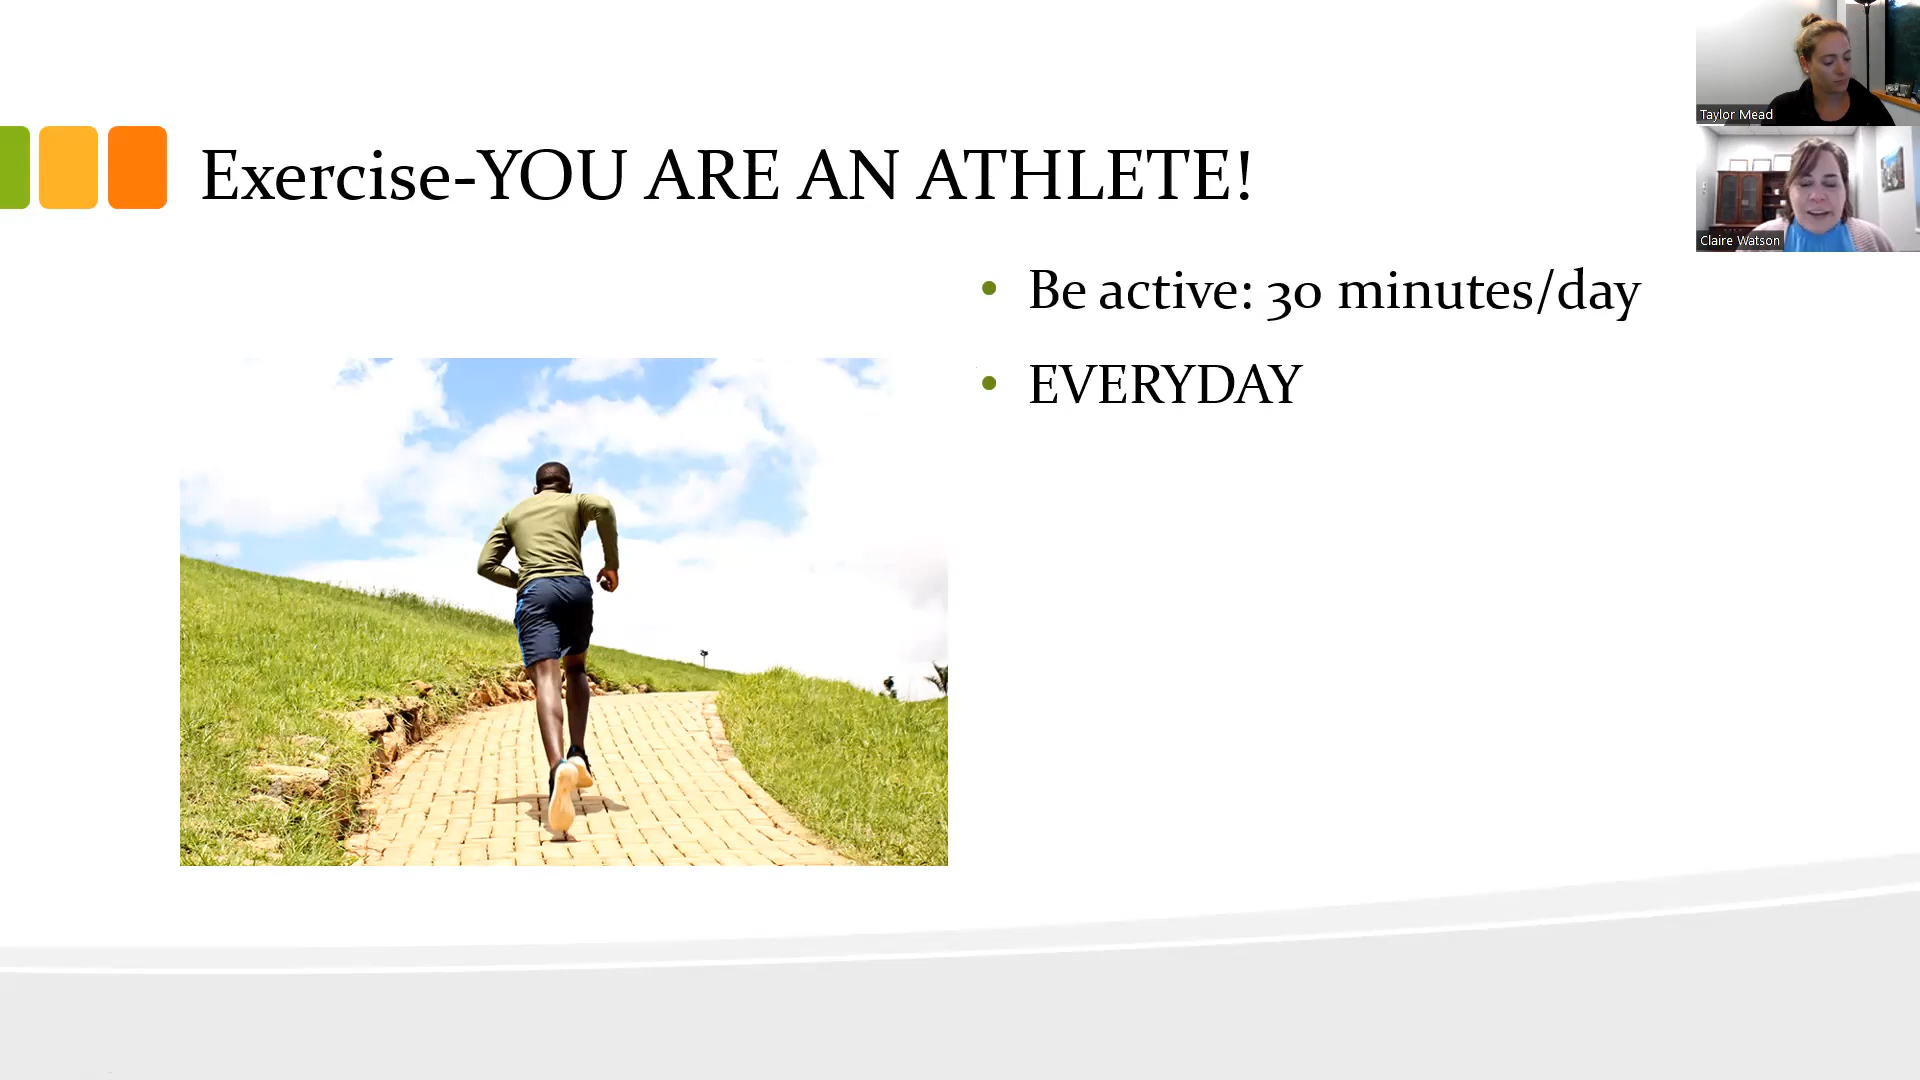 Taylor Mead
Claire Watson
Exercise-YOU ARE AN ATHLETE!
• Be active: 30 minutes/day
• EVERYDAY